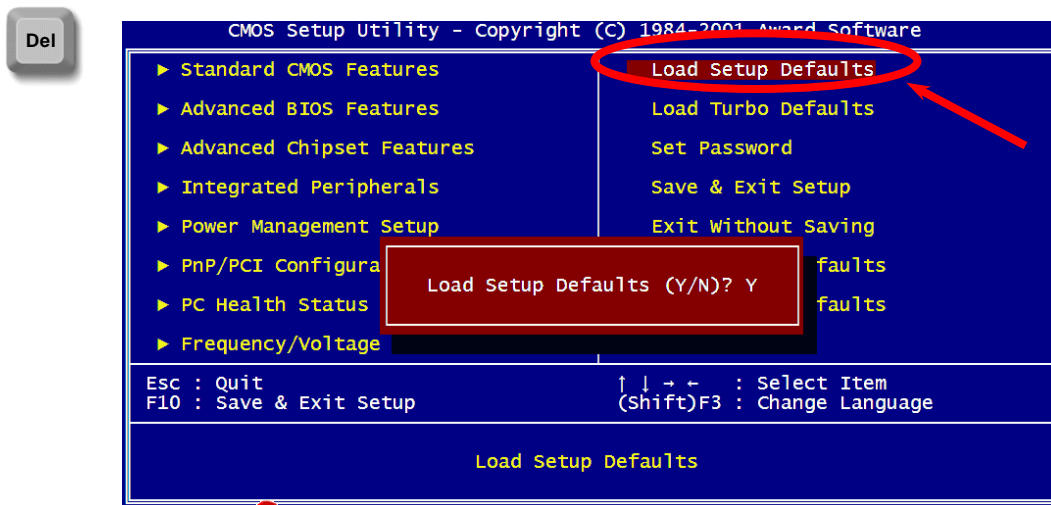 Del
CMOS Setup Utility - Copyright (C) 1984-2001 Award Software
► Standard CMOS Features
► Advanced BIOS Features
► Advanced Chipset Features
► Integrated Peripherals
► Power Management Setup
► PnP/PCI Configura
► PC Health Status
► Frequency/Voltage
Load Setup Defaults
Load Turbo Defaults
Set Password
Save & Exit Setup
Exit Without Saving
faults
faults
Load Setup Defaults (Y/N)? Y
Esc : Quit
F10 : Save & Exit Setup
↑ ↓ → ← : Select Item
(Shift)F3 : Change Language
Load Setup Defaults